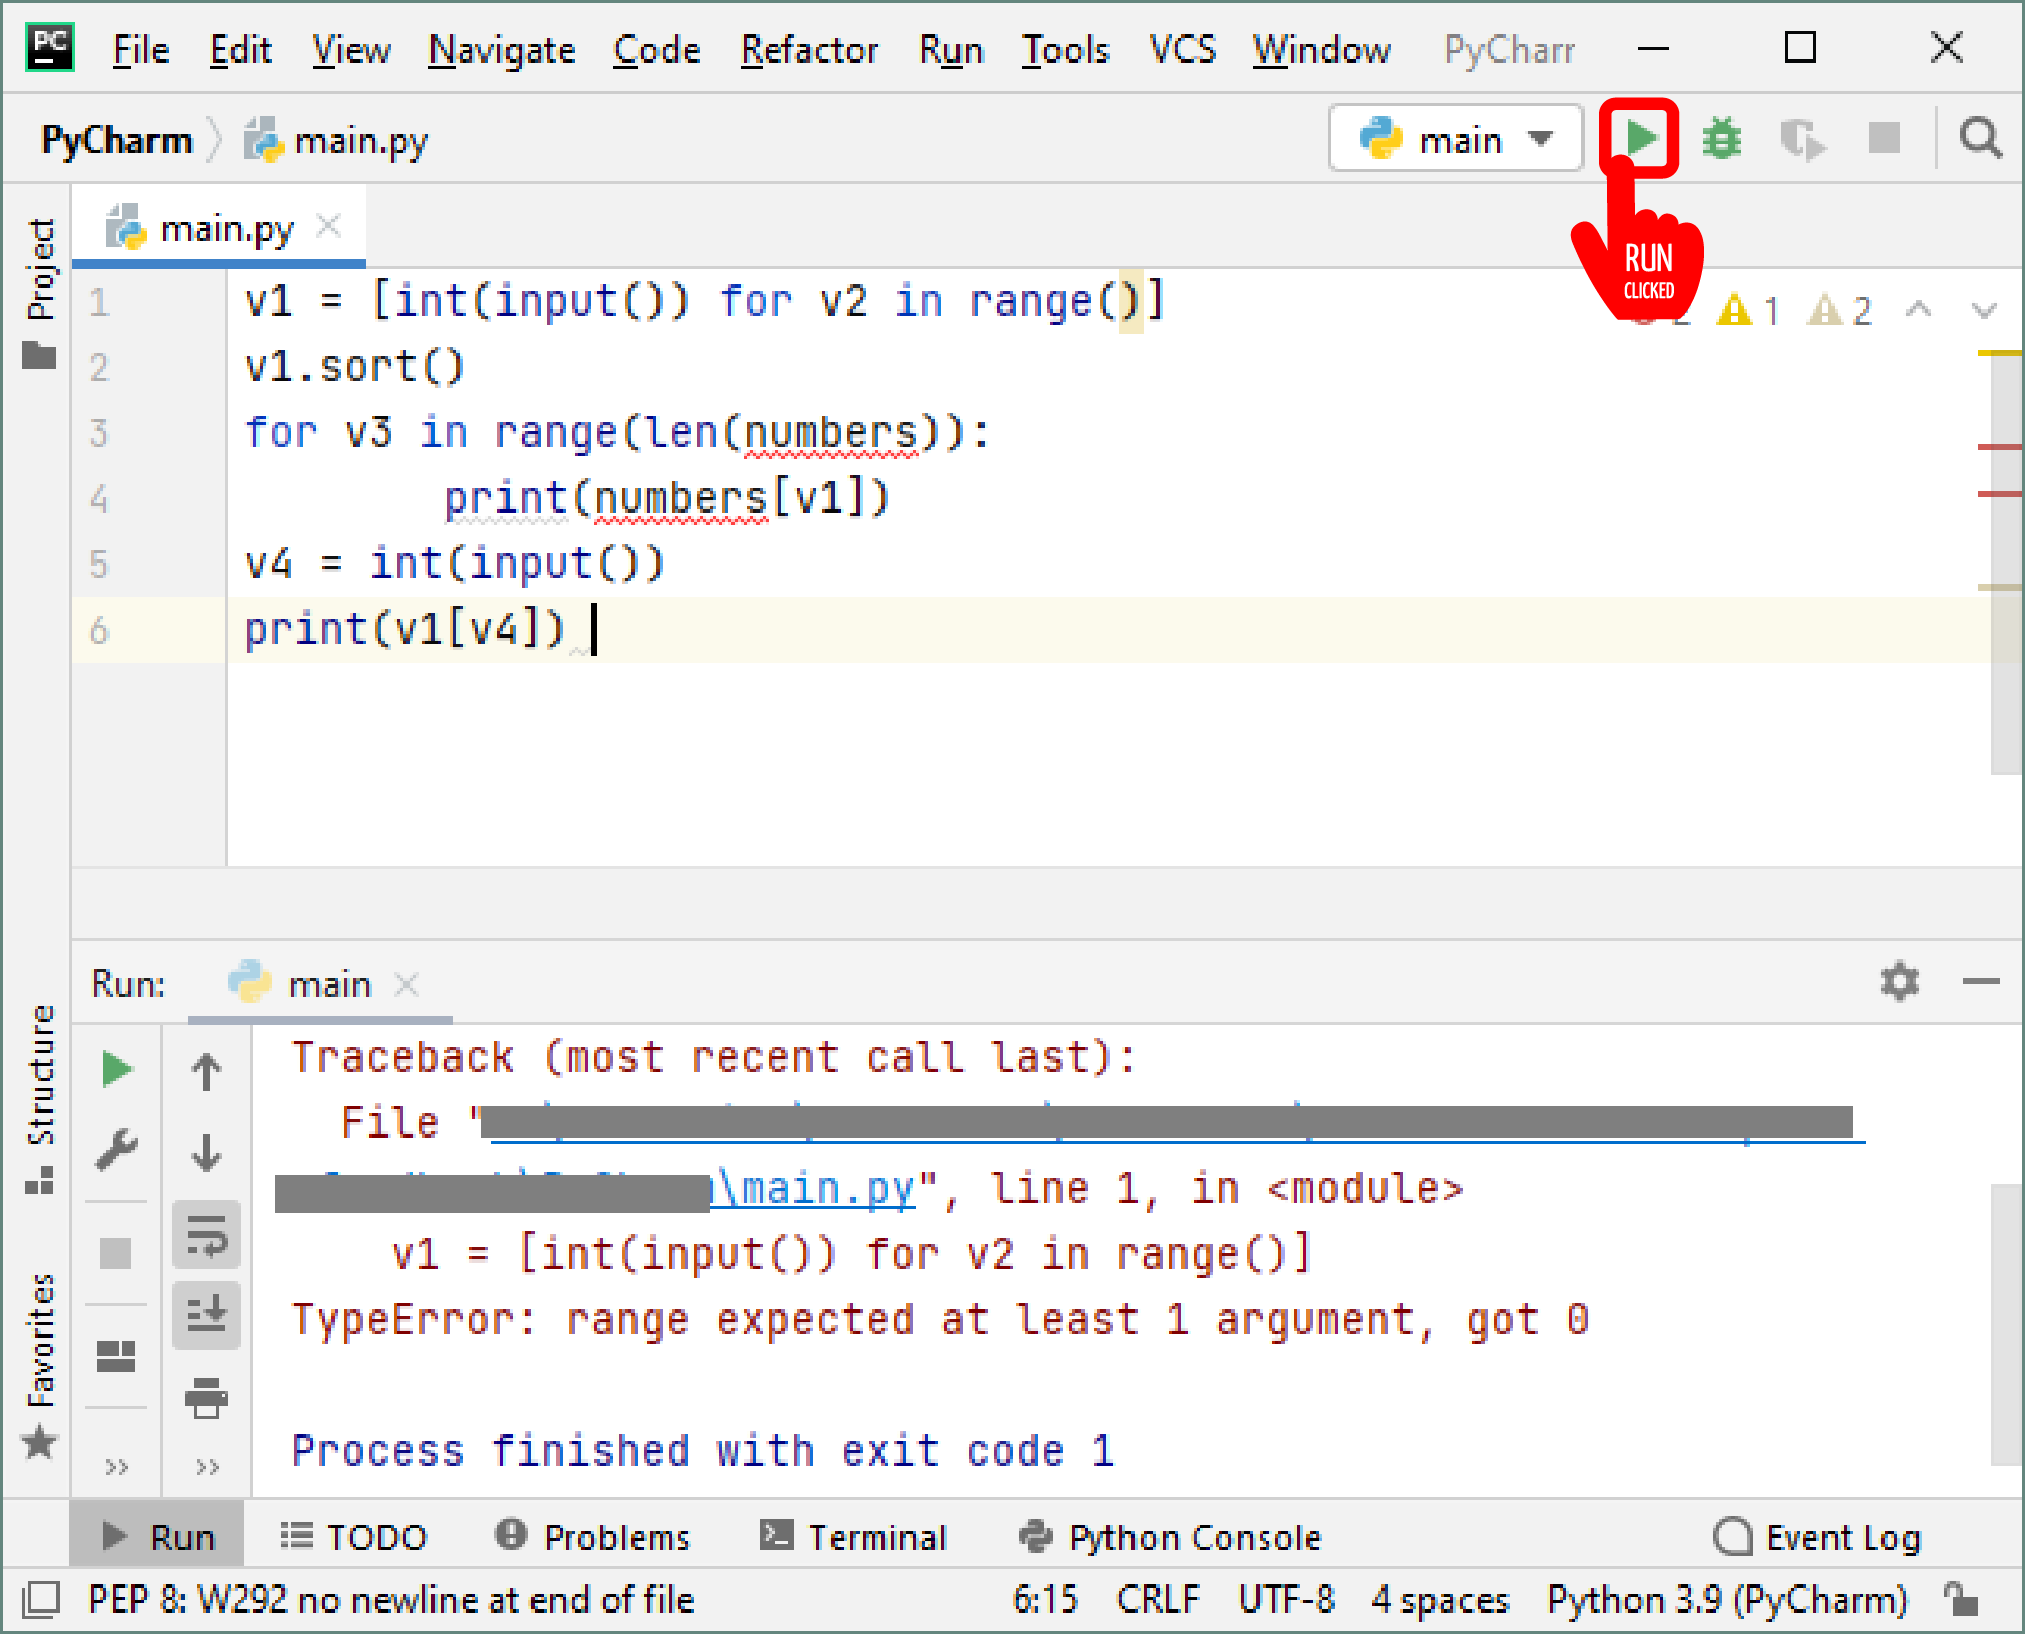 PC File Edit View Navigate Code Refactor Run Tools VCS Window PyCharr
PyCharm main.py main
RUN
CLICKED
Project
main.py
1 v1 = [int(input()) for v2 in range()]
2 1 2
2 v1.sort()
3 for v3 in range(len(numbers)):
4 print(numbers[v1])
5 v4 = int(input())
6 print(v1[v4])
Structure
Favorites
Run: main
Traceback (most recent call last):
File "
\main.py", line 1, in <module>
v1 = [int(input()) for v2 in range()]
TypeError: range expected at least 1 argument, got 0
Process finished with exit code 1
Run TODO Problems Terminal Python Console Event Log
PEP 8: W292 no newline at end of file 6:15 CRLF UTF-8 4 spaces Python 3.9 (PyCharm)